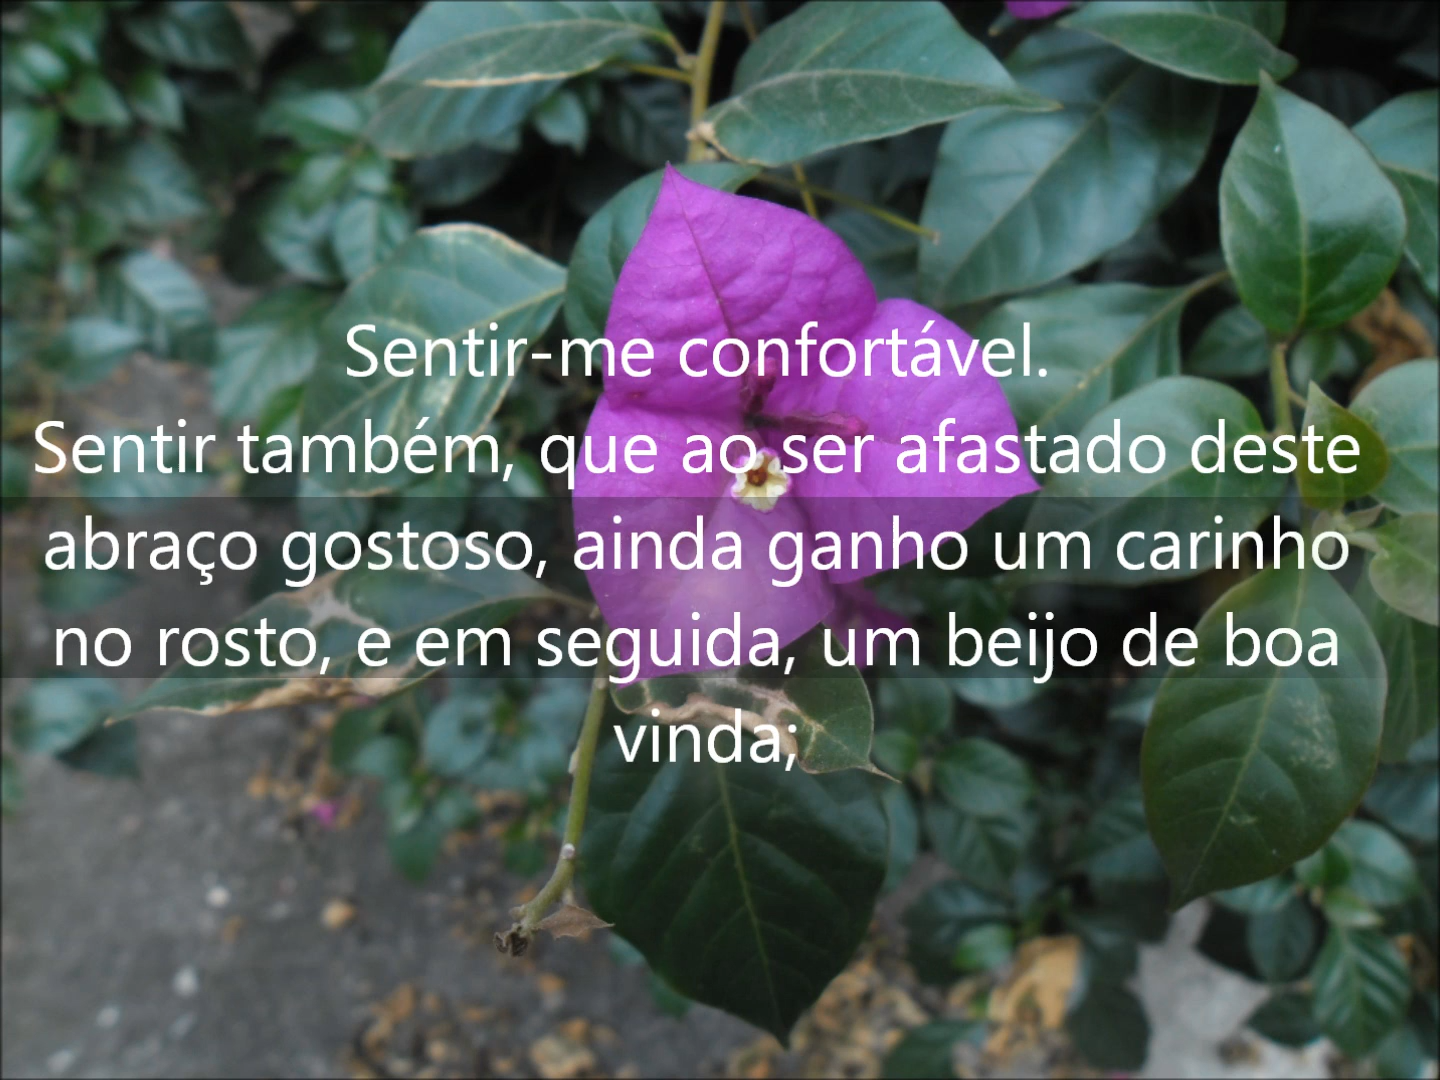 Sentir-me confortável.
Sentir também, que ao ser afastado deste
abraço gostoso, ainda ganho um carinho
no rosto, e em seguida, um beijo de boa
vinda;